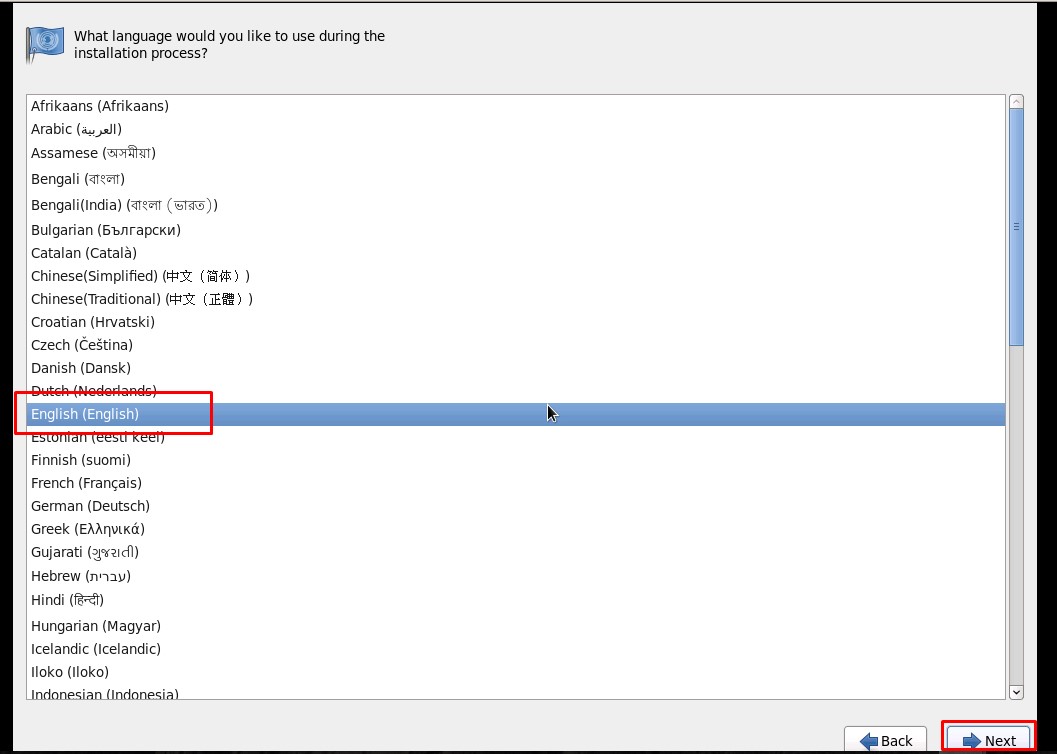 What language would you like to use during the
installation process?
Afrikaans (Afrikaans)
Arabic (العربية)
Assamese (অসমীয়া)
Bengali (বাংলা)
Bengali(India) (বাংলা (ভারত))
Bulgarian (Български)
Catalan (Català)
Chinese(Simplified) (中文（简体）)
Chinese(Traditional) (中文（正體）)
Croatian (Hrvatski)
Czech (Čeština)
Danish (Dansk)
Dutch (Nederlands)
English (English)
Estonian (eesti keel)
Finnish (suomi)
French (Français)
German (Deutsch)
Greek (Ελληνικά)
Gujarati (ગુજરાતી)
Hebrew (עברית)
Hindi (हिन्दी)
Hungarian (Magyar)
Icelandic (Icelandic)
Iloko (Iloko)
Indonesian (Indonesia)
Back
Next